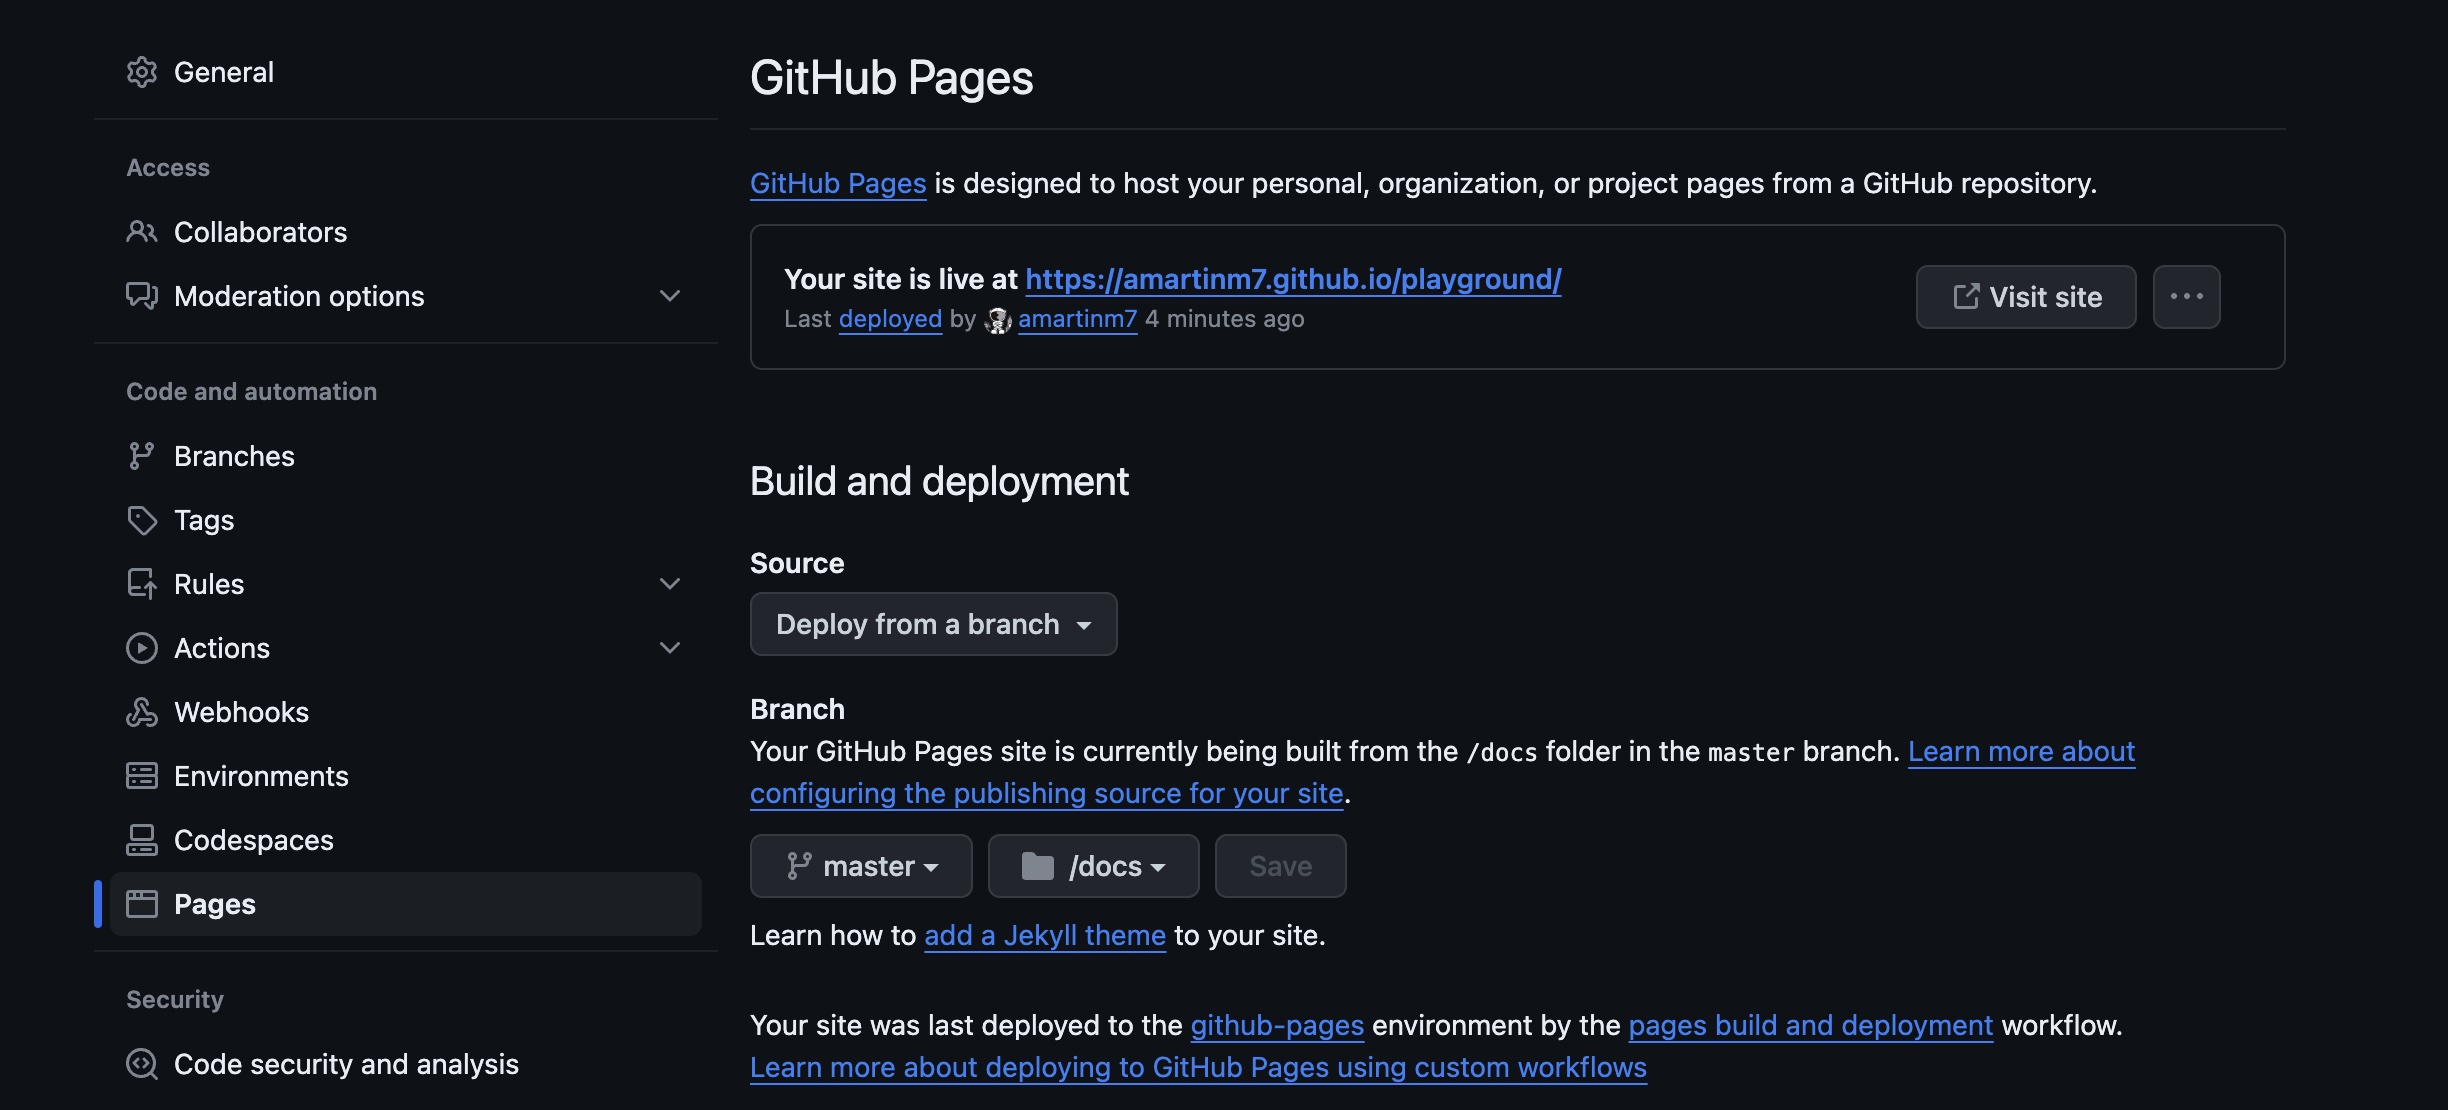 General
Access
Collaborators
Moderation options
Code and automation
Branches
Tags
Rules
Actions
Webhooks
Environments
Codespaces
Pages
Security
Code security and analysis
GitHub Pages
GitHub Pages is designed to host your personal, organization, or project pages from a GitHub repository.
Your site is live at https://amartinm7.github.io/playground/
Last deployed by amartinm7 4 minutes ago
Visit site
Build and deployment
Source
Deploy from a branch
Branch
Your GitHub Pages site is currently being built from the /docs folder in the master branch. Learn more about
configuring the publishing source for your site.
master
/docs
Save
Learn how to add a Jekyll theme to your site.
Your site was last deployed to the github-pages environment by the pages build and deployment workflow.
Learn more about deploying to GitHub Pages using custom workflows